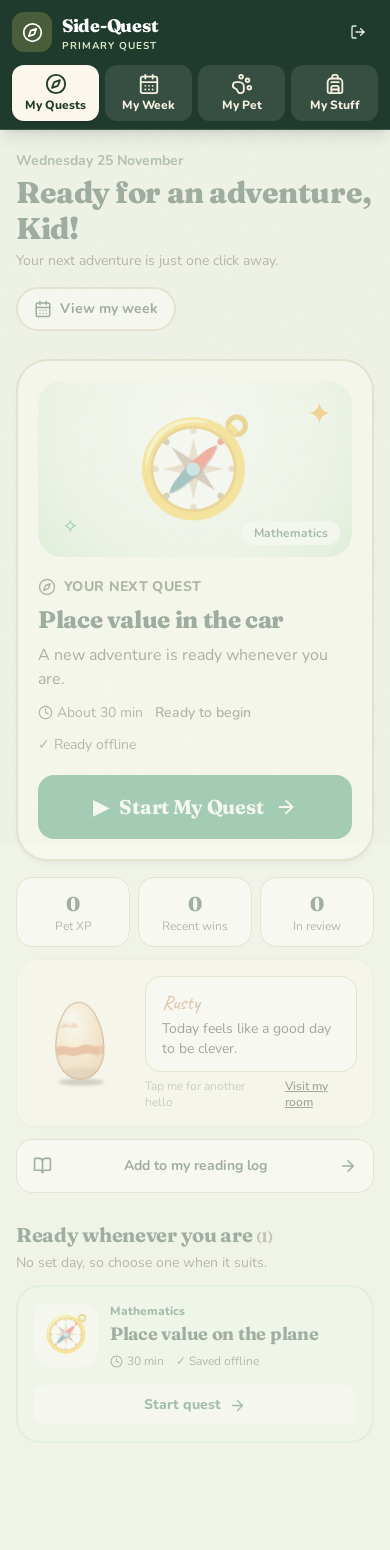 Side-Quest
PRIMARY QUEST
My Quests
My Week
My Pet
My Stuff
Wednesday 25 November
Ready for an adventure,
Kid!
Your next adventure is just one click away.
View my week
Mathematics
YOUR NEXT QUEST
Place value in the car
A new adventure is ready whenever you
are.
About 30 min Ready to begin
✓ Ready offline
▶ Start My Quest →
0
Pet XP
0
Recent wins
0
In review
Rusty
Today feels like a good day
to be clever.
Tap me for another
hello
Visit my
room
Add to my reading log →
Ready whenever you are (1)
No set day, so choose one when it suits.
Mathematics
Place value on the plane
30 min ✓ Saved offline
Start quest →